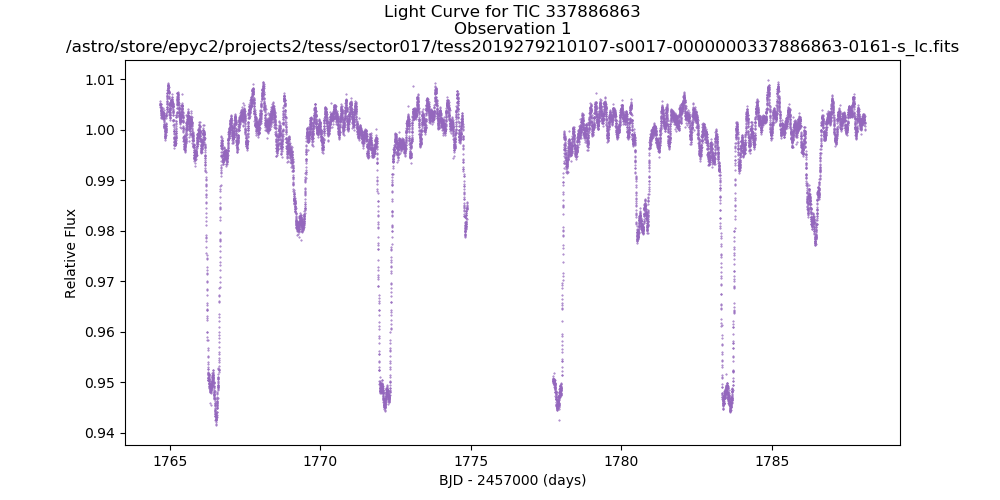 Light Curve for TIC 337886863
Observation 1
/astro/store/epyc2/projects2/tess/sector017/tess2019279210107-s0017-0000000337886863-0161-s_lc.fits
1.01
1.00
0.99
0.98
0.97
0.96
0.95
0.94
Relative Flux
1765
1770
1775
1780
1785
BJD - 2457000 (days)